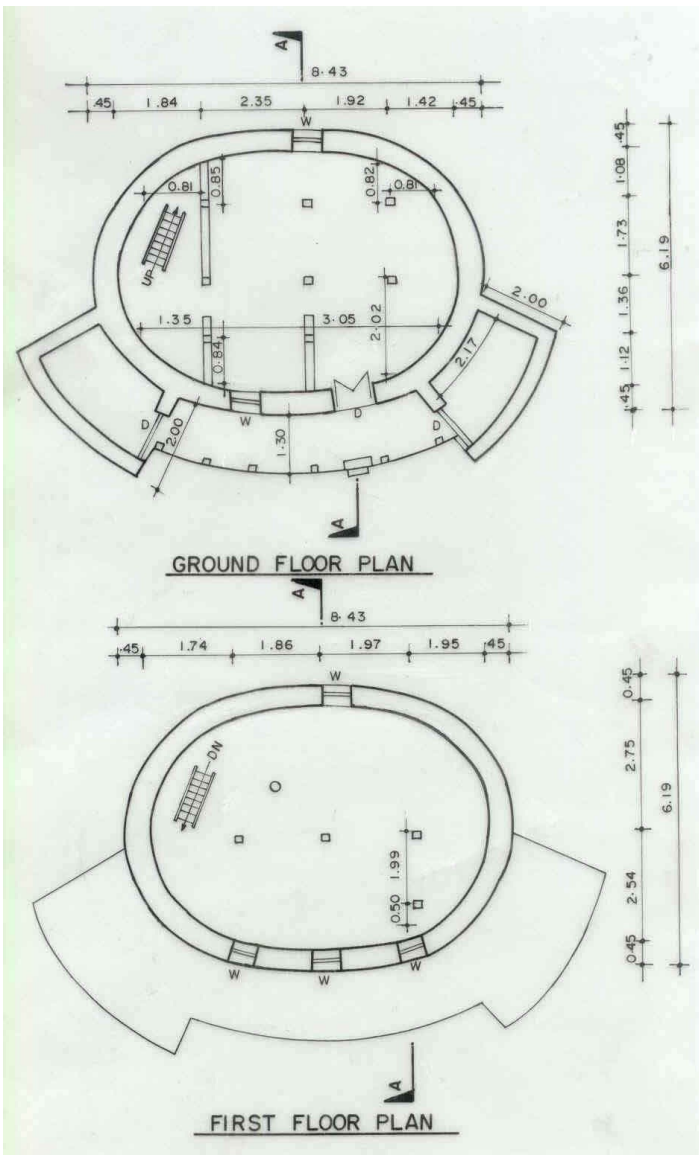 A
8.43
.45 1.84 2.35 1.92 1.42 .45
W
0.81 0.85 0.82 0.81
UP
1.35 3.05
2.02
0.84
2.00
2.17
W D
D D
2.00
1.30
.45
1.08
1.73
1.36
1.12
.45
6.19
A
GROUND FLOOR PLAN
A
8.43
.45 1.74 1.86 1.97 1.95 .45
W
DN
1.99
0.50
W W W
0.45
2.75
2.54
0.45
6.19
A
FIRST FLOOR PLAN